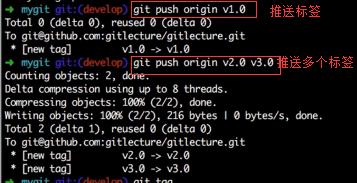 ➜ mygit git:(develop) git push origin v1.0 推送标签
Total 0 (delta 0), reused 0 (delta 0)
To git@github.com:gitlecture/gitlecture.git
* [new tag] v1.0 -> v1.0
➜ mygit git:(develop) git push origin v2.0 v3.0 推送多个标签
Counting objects: 2, done.
Delta compression using up to 8 threads.
Compressing objects: 100% (2/2), done.
Writing objects: 100% (2/2), 216 bytes | 0 bytes/s, done.
Total 2 (delta 1), reused 0 (delta 0)
To git@github.com:gitlecture/gitlecture.git
* [new tag] v2.0 -> v2.0
* [new tag] v3.0 -> v3.0
➜ mygit git:(develop) git tag